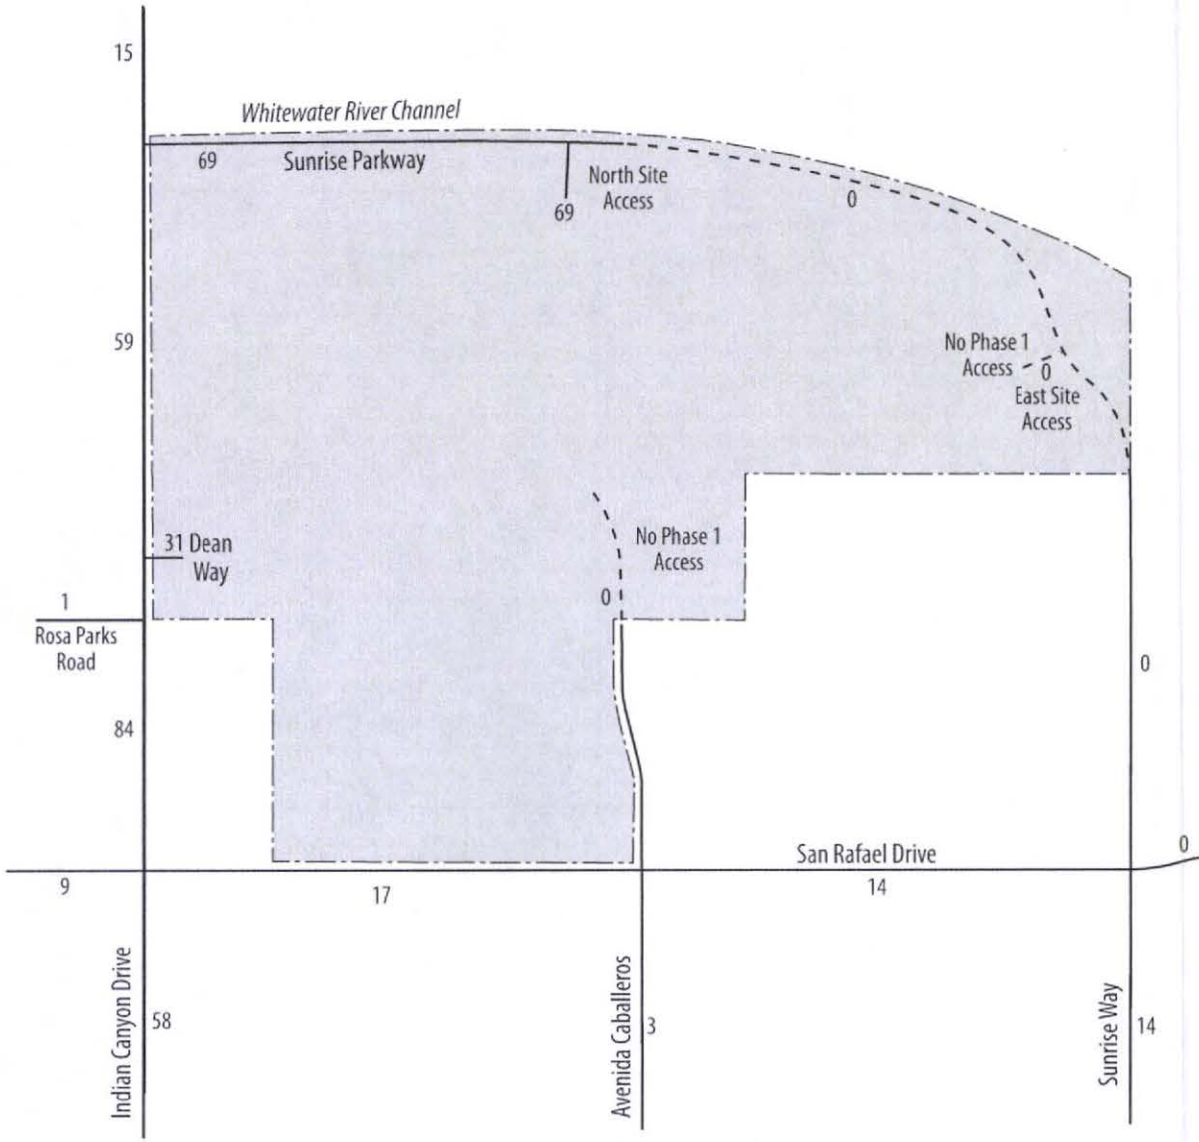 15
Whitewater River Channel
69
Sunrise Parkway
North Site
Access
69
0
59
No Phase 1
Access
0
East Site
Access
31 Dean
Way
No Phase 1
Access
0
1
Rosa Parks
Road
0
84
San Rafael Drive
0
9
17
14
Indian Canyon Drive
58
Avenida Caballeros
3
Sunrise Way
14